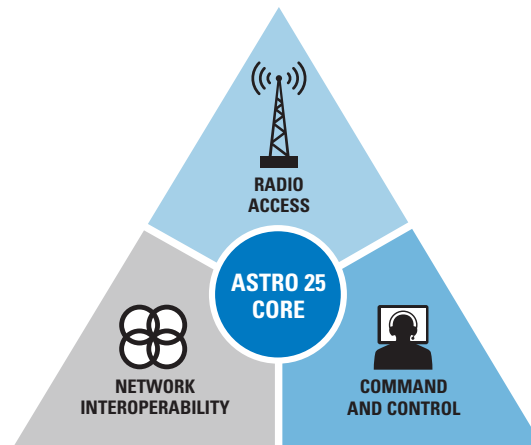 RADIO
ACCESS
ASTRO 25
CORE
NETWORK
INTEROPERABILITY
COMMAND
AND CONTROL